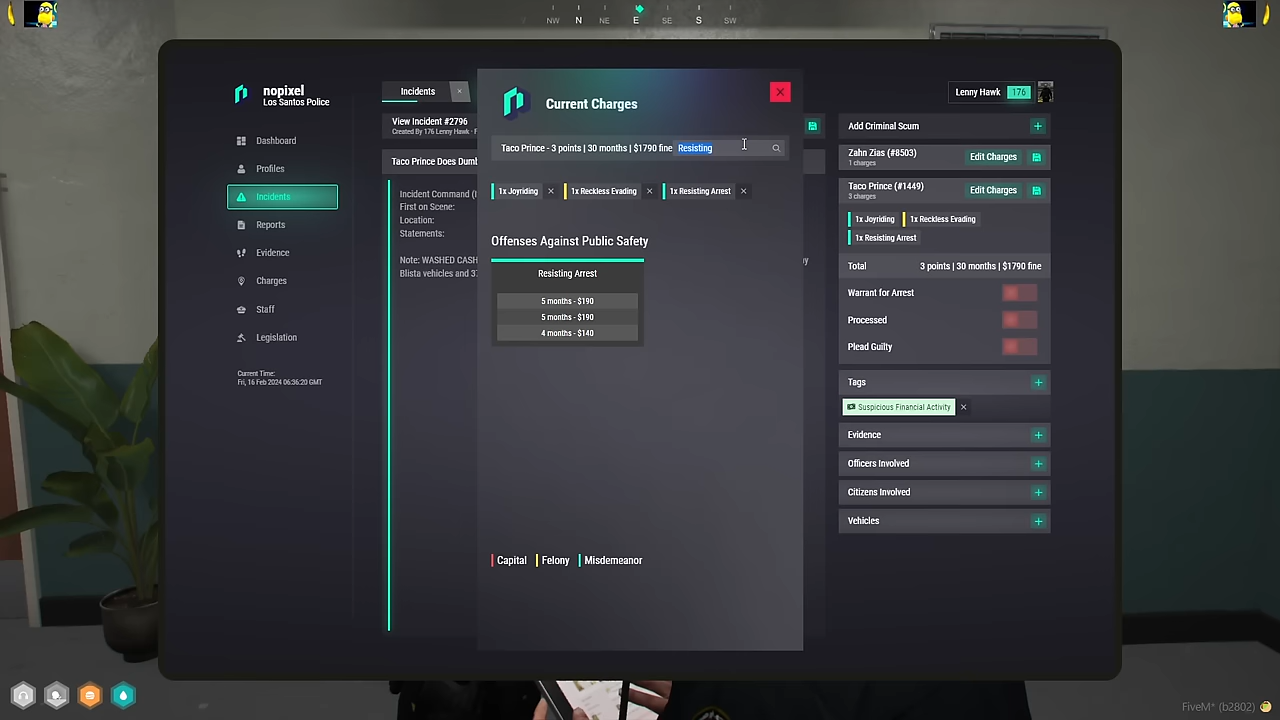 NW N NE E SE S SW
nopixel
Los Santos Police
Dashboard
Profiles
Incidents
Reports
Evidence
Charges
Staff
Legislation
Current Time:
Fri, 16 Feb 2024 06:36:20 GMT
Incidents
View Incident #2796
Created By 176 Lenny Hawk - F
Taco Prince Does Dumb
Incident Command (
First on Scene:
Location:
Statements:
Note: WASHED CASH
Blista vehicles and 37
Current Charges
Taco Prince - 3 points | 30 months | $1790 fine Resisting
1x Joyriding
1x Reckless Evading
1x Resisting Arrest
Offenses Against Public Safety
Resisting Arrest
5 months - $190
5 months - $190
4 months - $140
Capital
Felony
Misdemeanor
Lenny Hawk 176
Add Criminal Scum
Zahn Zias (#8503)
1 charges
Edit Charges
Taco Prince (#1449)
3 charges
Edit Charges
1x Joyriding
1x Reckless Evading
1x Resisting Arrest
Total 3 points | 30 months | $1790 fine
Warrant for Arrest
Processed
Plead Guilty
Tags
Suspicious Financial Activity
Evidence
Officers Involved
Citizens Involved
Vehicles
FiveM* (b2802)